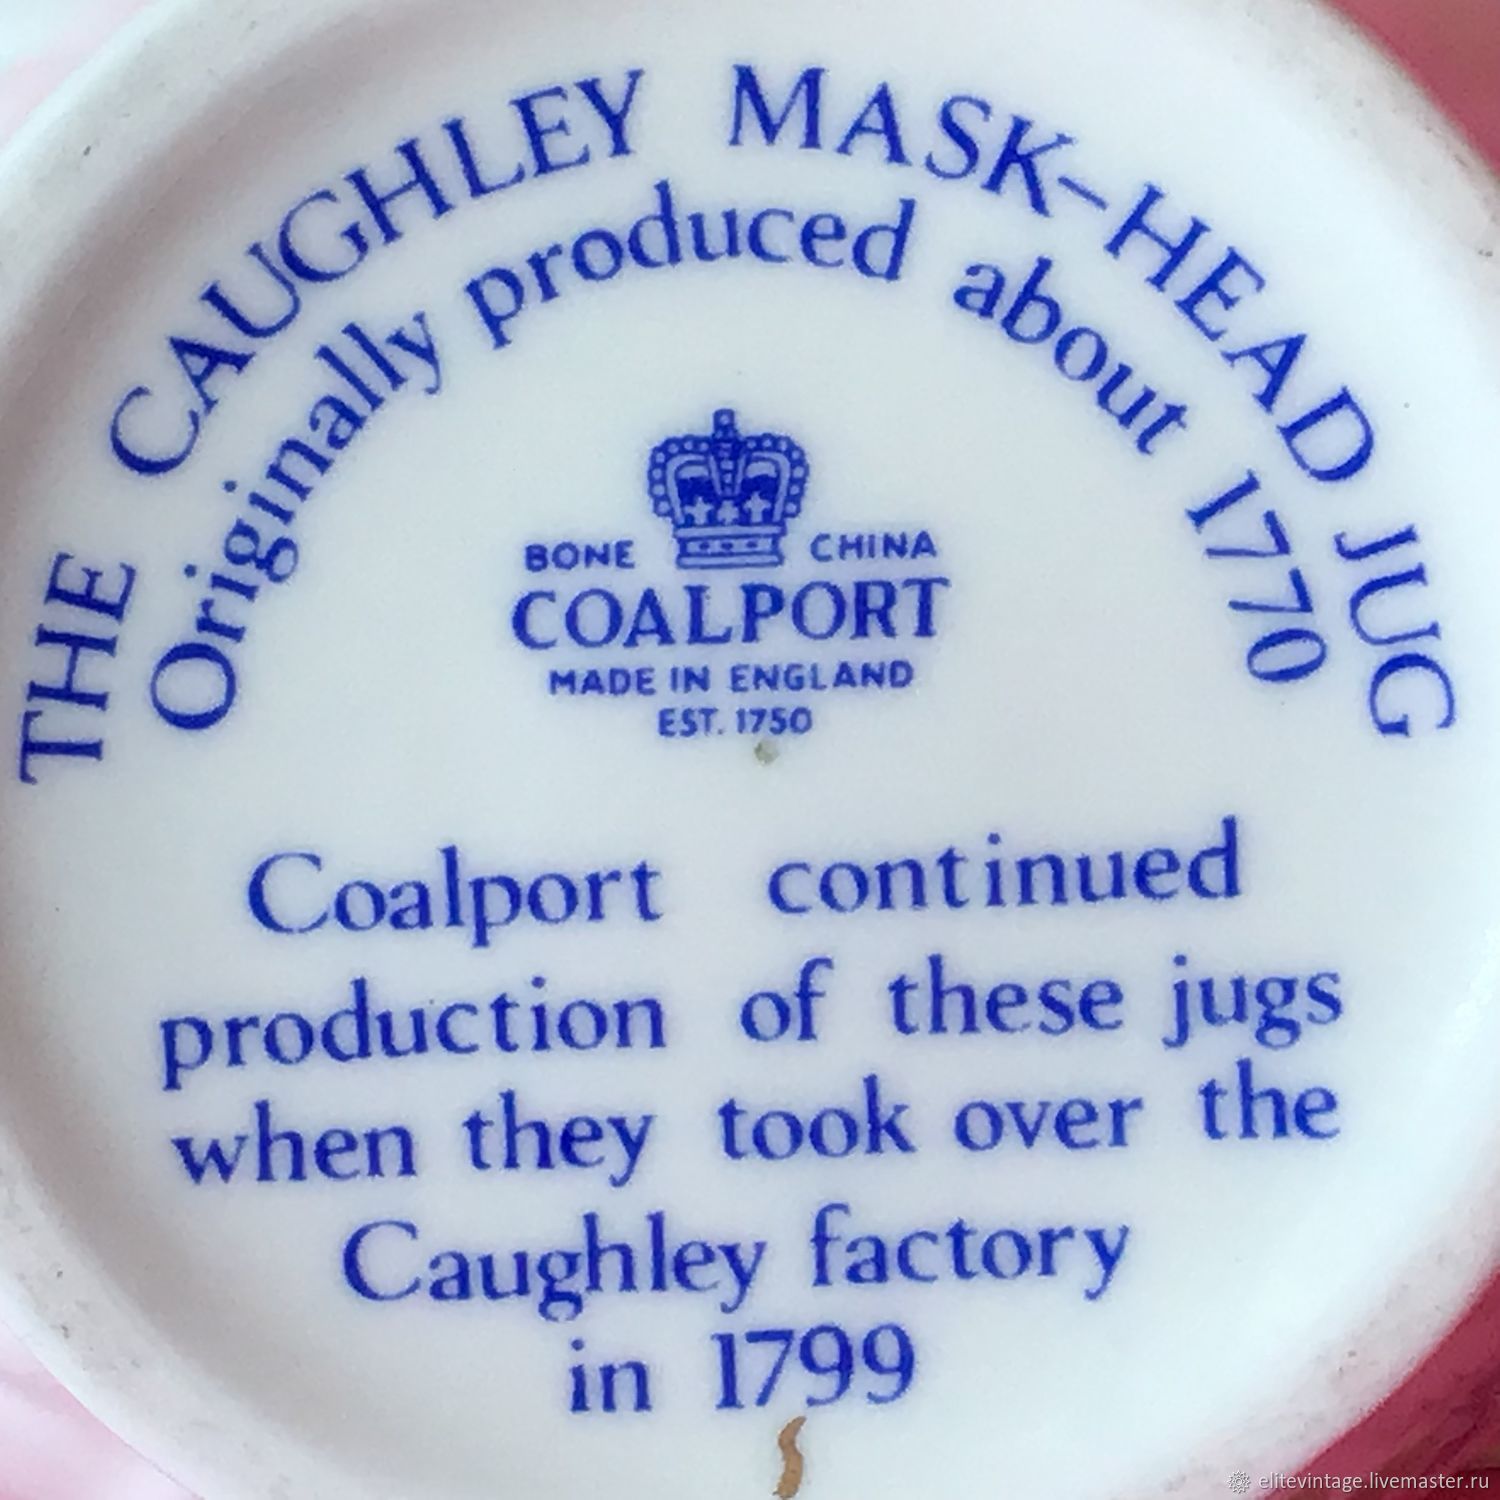 THE CAUGHLEY MASK-HEAD JUG
Originally produced about 1770
BONE CHINA
COALPORT
MADE IN ENGLAND
EST. 1750
Coalport continued
production of these jugs
when they took over the
Caughley factory
in 1799
elitevintage.livemaster.ru